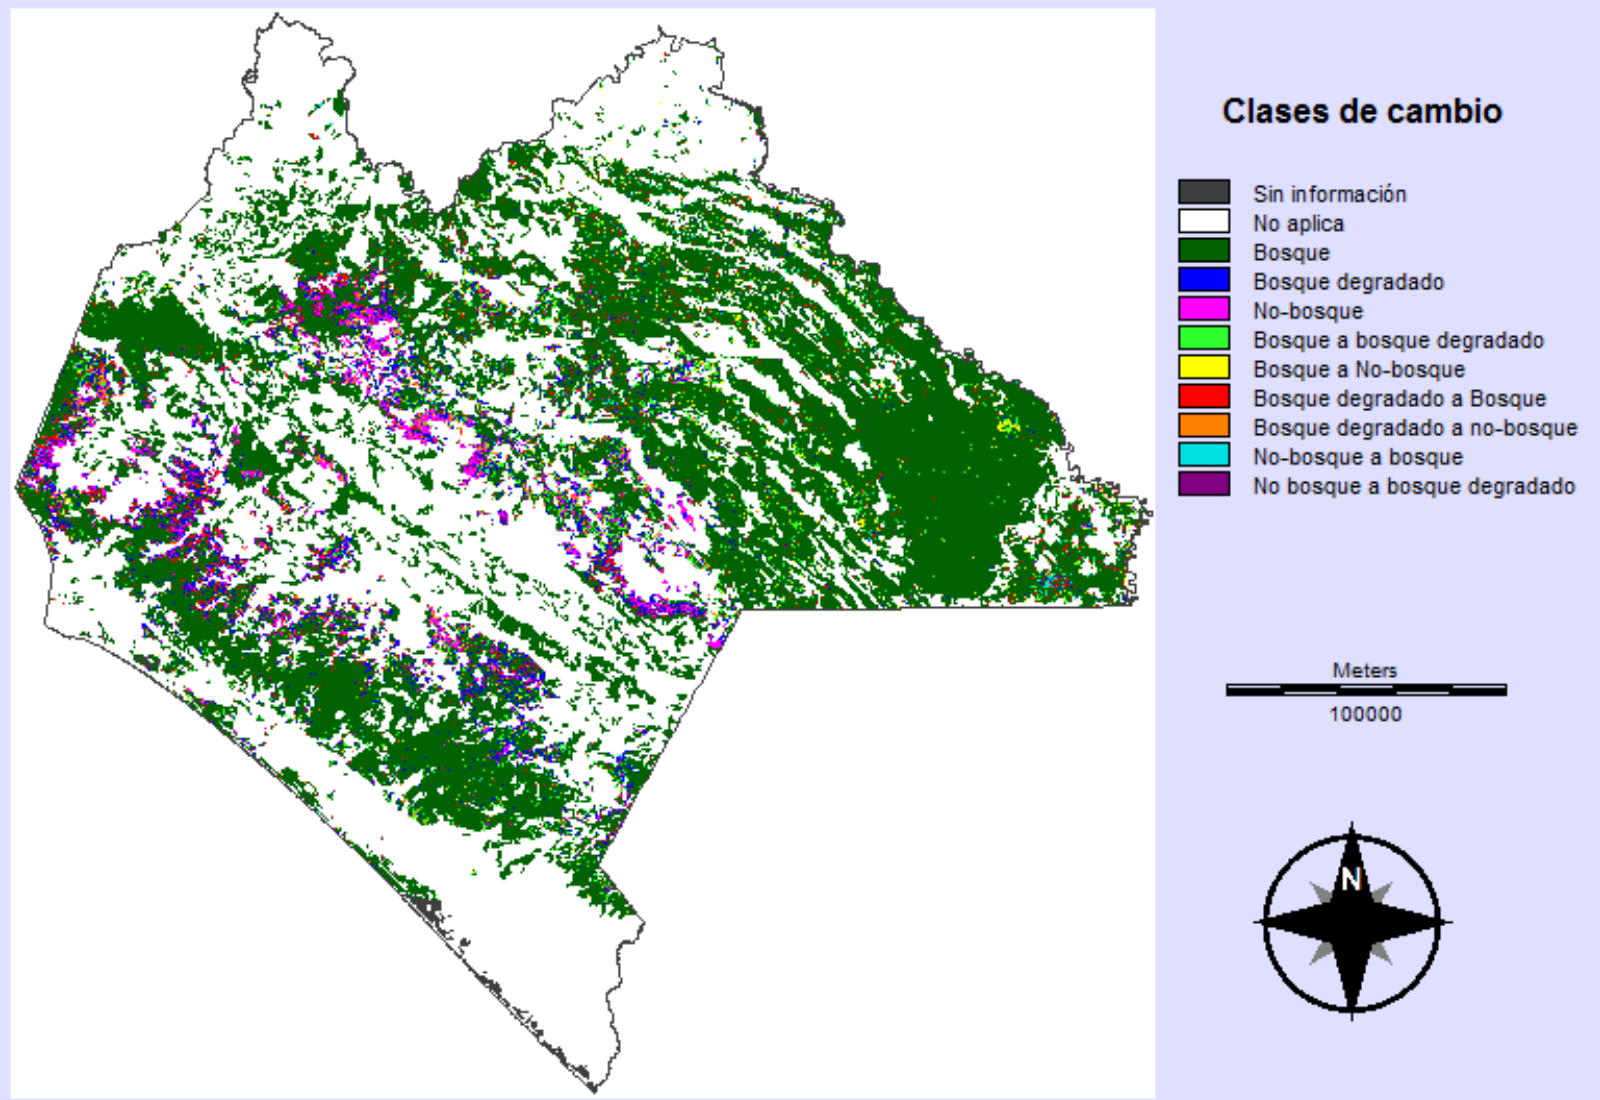 Clases de cambio
Sin información
No aplica
Bosque
Bosque degradado
No-bosque
Bosque a bosque degradado
Bosque a No-bosque
Bosque degradado a Bosque
Bosque degradado a no-bosque
No-bosque a bosque
No bosque a bosque degradado
Meters
100000
N